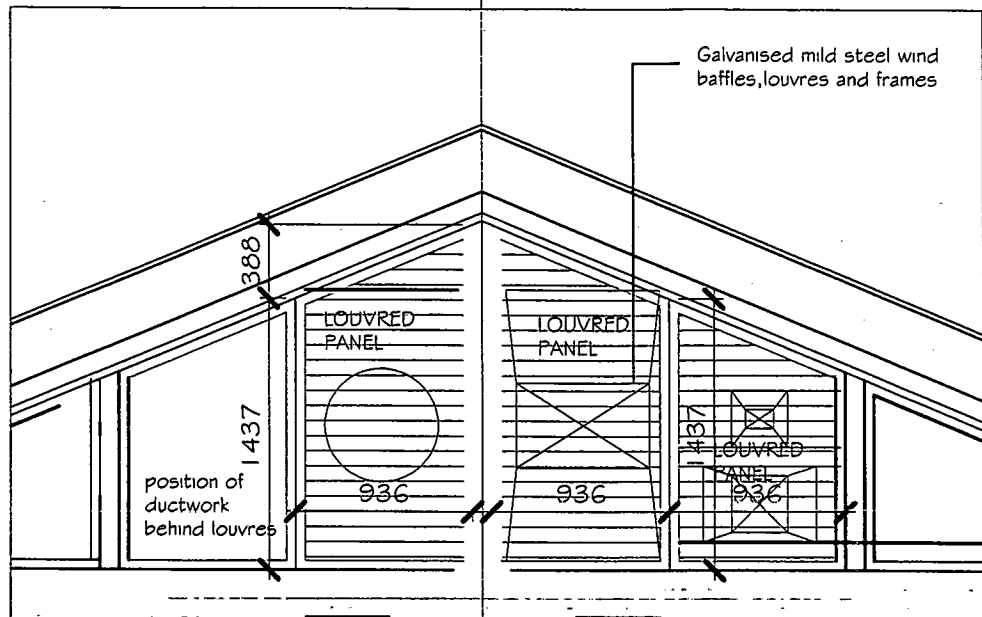 Galvanised mild steel wind
baffles,louvres and frames
388
LOUVRED
PANEL
LOUVRED
PANEL
1437
1437
LOUVRED
PANEL
936
936
936
position of
ductwork
behind louvres